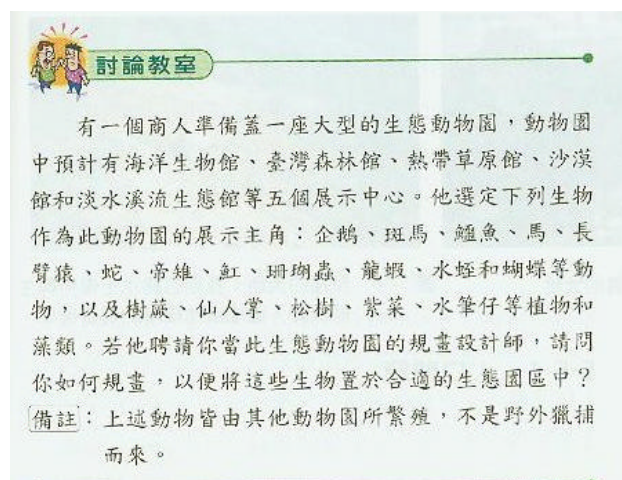 討論教室
有一個商人準備蓋一座大型的生態動物園，動物園
中預計有海洋生物館、臺灣森林館、熱帶草原館、沙漠
館和淡水溪流生態館等五個展示中心。他選定下列生物
作為此動物園的展示主角：企鵝、斑馬、鱷魚、馬、長
臂猿、蛇、帝雉、魟、珊瑚蟲、龍蝦、水蛭和蝴蝶等動
物，以及樹蕨、仙人掌、松樹、紫菜、水筆仔等植物和
藻類。若他聘請你當此生態動物園的規畫設計師，請問
你如何規畫，以便將這些生物置於合適的生態園區中？
備註：上述動物皆由其他動物園所繁殖，不是野外獵捕
而來。